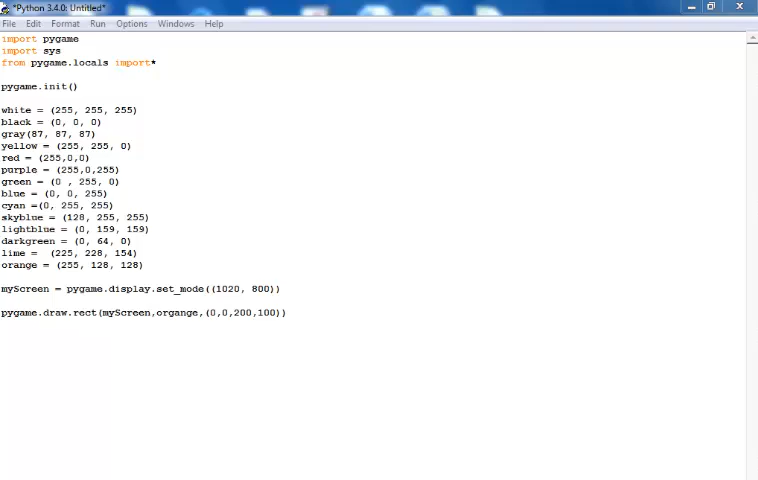 *Python 3.4.0: Untitled*
File Edit Format Run Options Windows Help
import pygame
import sys
from pygame.locals import*
pygame.init()
white = (255, 255, 255)
black = (0, 0, 0)
gray(87, 87, 87)
yellow = (255, 255, 0)
red = (255,0,0)
purple = (255,0,255)
green = (0 , 255, 0)
blue = (0, 0, 255)
cyan =(0, 255, 255)
skyblue = (128, 255, 255)
lightblue = (0, 159, 159)
darkgreen = (0, 64, 0)
lime =  (225, 228, 154)
orange = (255, 128, 128)
myScreen = pygame.display.set_mode((1020, 800))
pygame.draw.rect(myScreen,organge,(0,0,200,100))